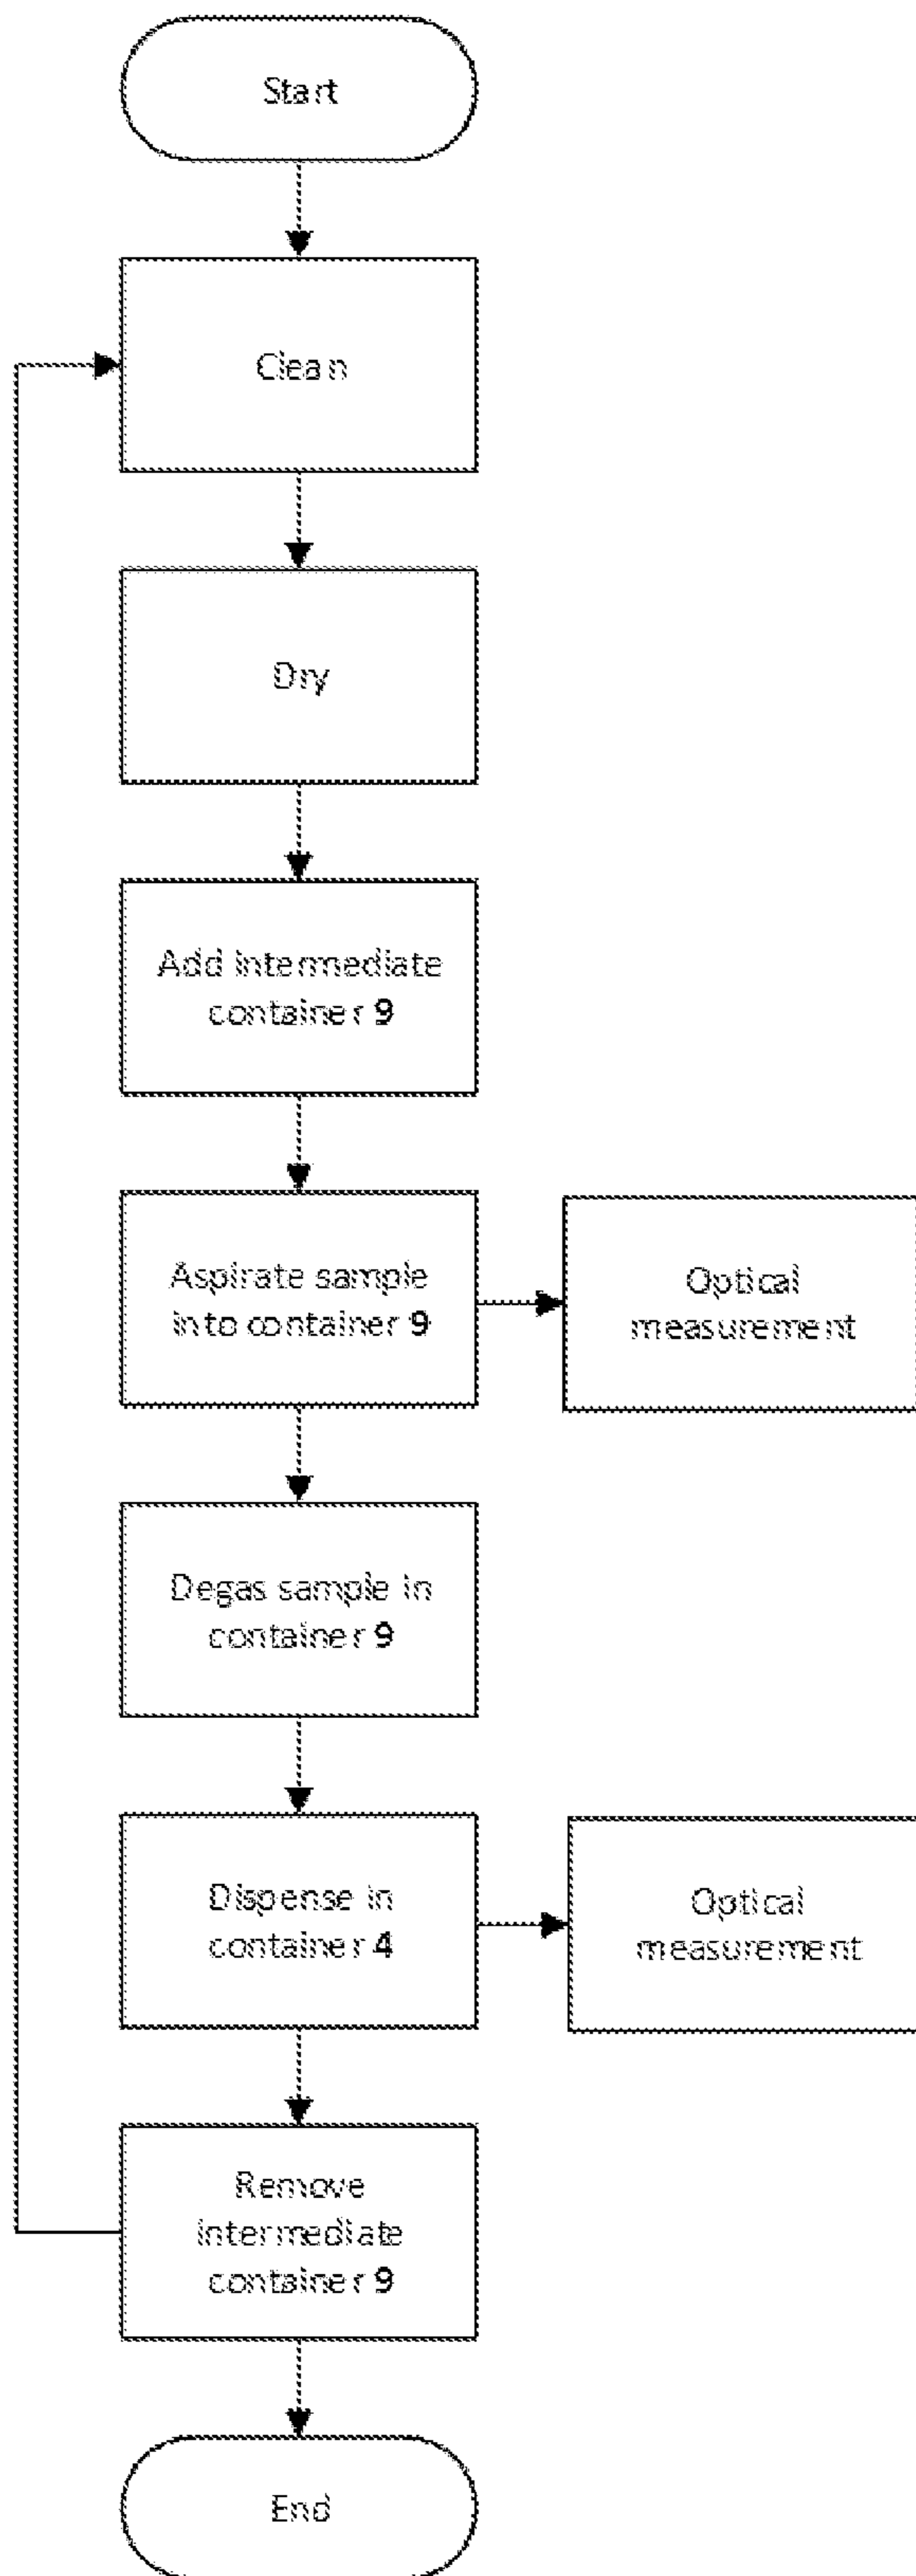 Start
Clean
Dry
Add intermediate
container 9
Aspirate sample
into container 9
Optical
measurement
Degas sample in
container 9
Dispense in
container 4
Optical
measurement
Remove
intermediate
container 9
End